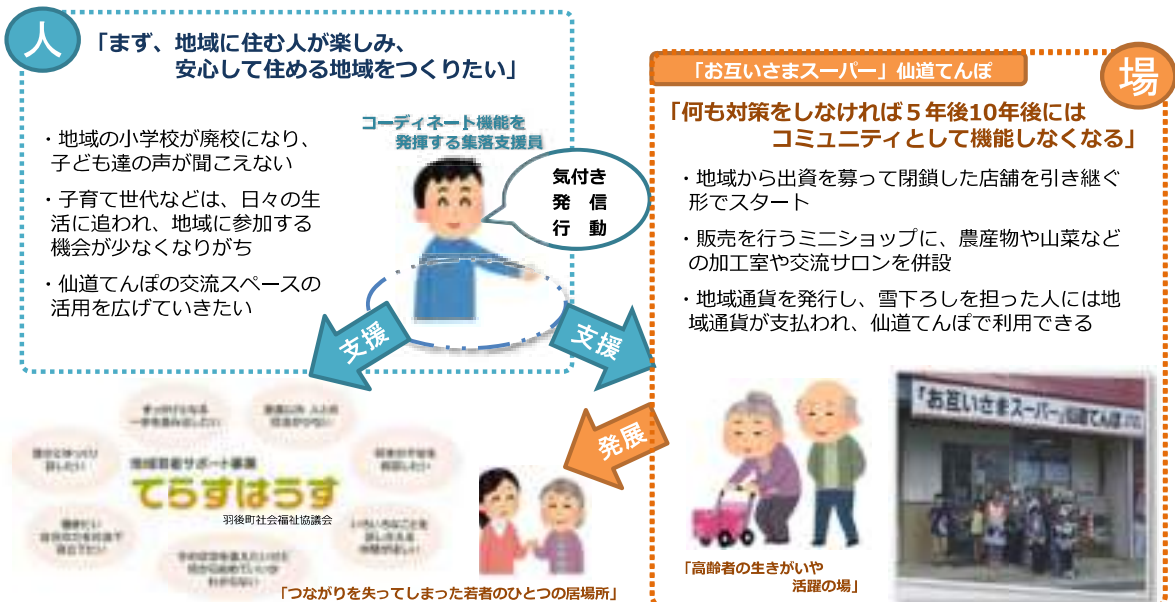 人
「まず、地域に住む人が楽しみ、
安心して住める地域をつくりたい」
・地域の小学校が廃校になり、
子ども達の声が聞こえない
・子育て世代などは、日々の生
活に追われ、地域に参加する
機会が少なくなりがち
・仙道てんぽの交流スペースの
活用を広げていきたい
コーディネート機能を
発揮する集落支援員
気付き
発 信
行 動
支援
支援
「お互いさまスーパー」仙道てんぽ
場
「何も対策をしなければ５年後10年後には
コミュニティとして機能しなくなる」
・地域から出資を募って閉鎖した店舗を引き継ぐ
形でスタート
・販売を行うミニショップに、農産物や山菜など
の加工室や交流サロンを併設
・地域通貨を発行し、雪下ろしを担った人には地
域通貨が支払われ、仙道てんぽで利用できる
発展
てらすはうす
羽後町社会福祉協議会
「つながりを失ってしまった若者のひとつの居場所」
「高齢者の生きがいや
活躍の場」
「お互いさまスーパー」仙道てんぽ